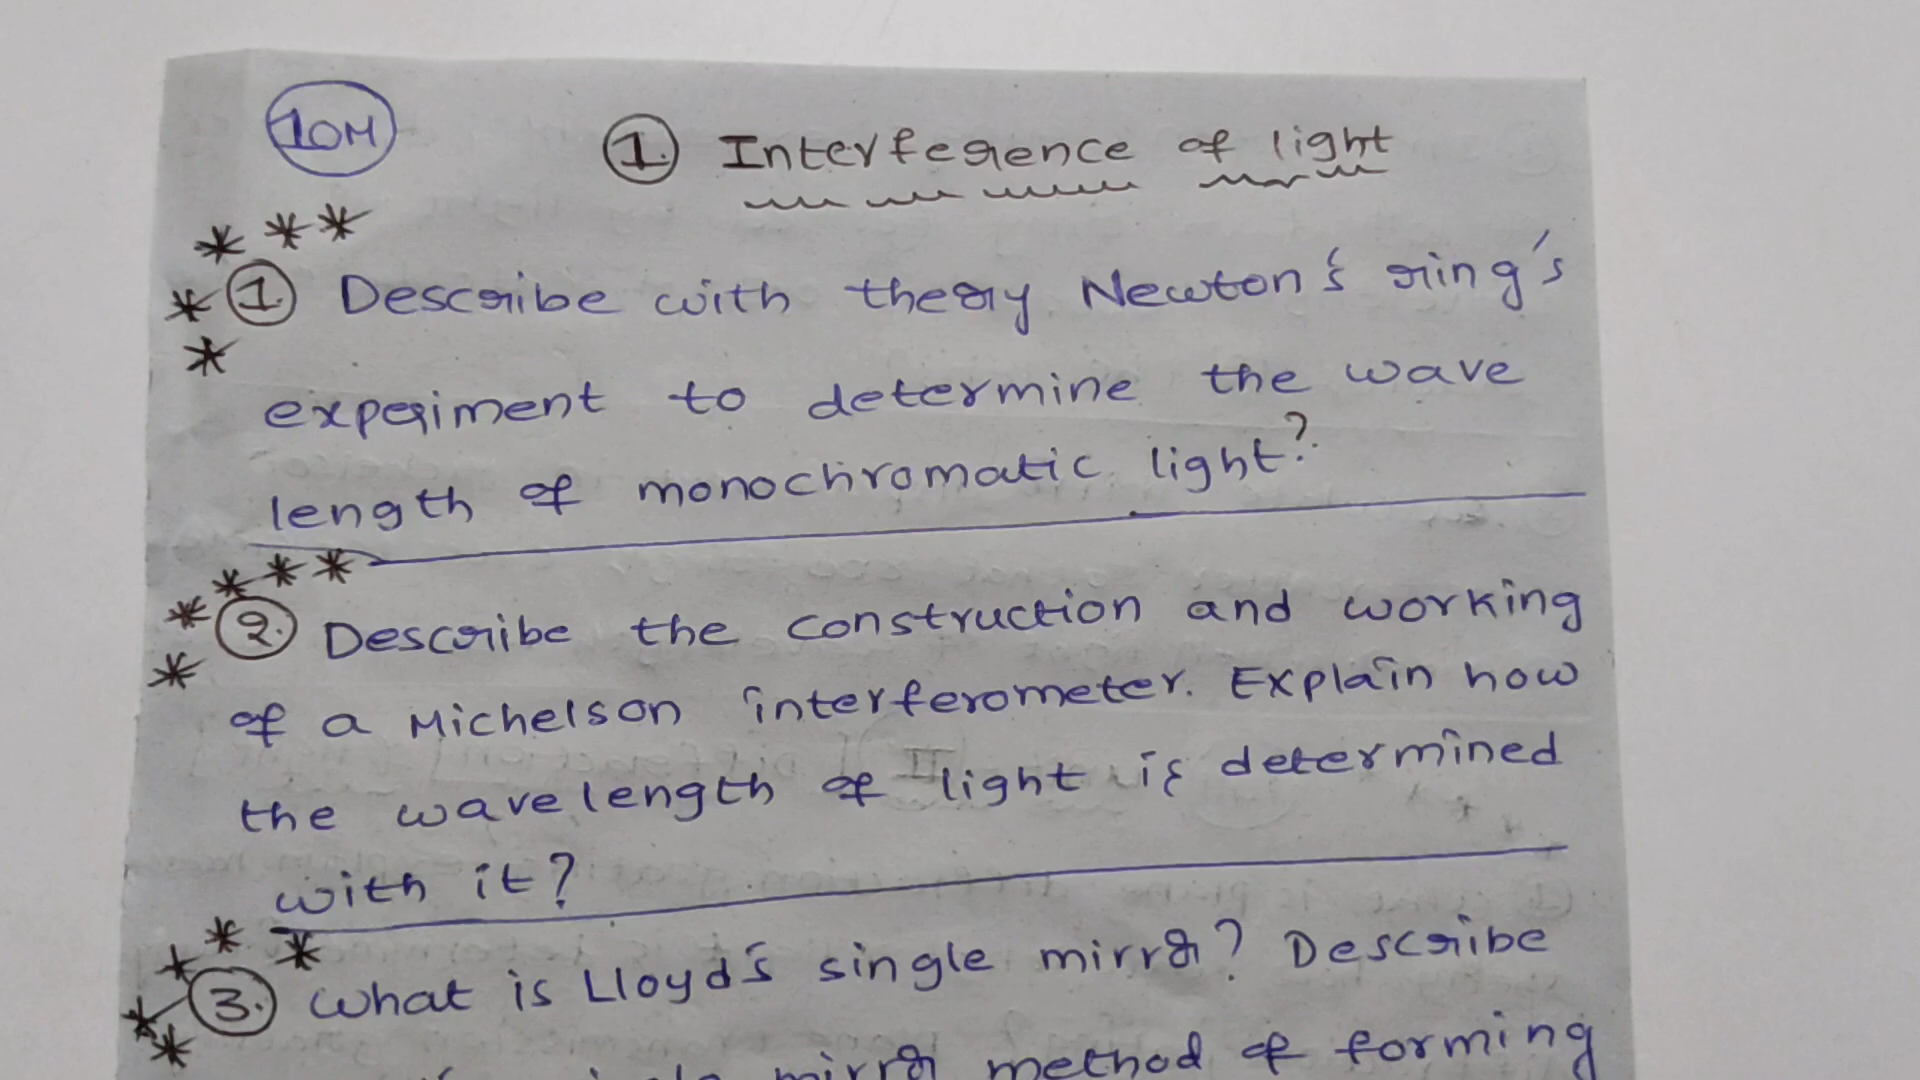 10M
1. Interference of light
* * *
* 1. Describe with theory Newton's ring's
*
experiment to determine the wave
length of monochromatic light?
* * *
* 2. Describe the construction and working
*
of a Michelson interferometer. Explain how
the wavelength of light is determined
with it?
* *
* 3. What is Lloyd's single mirror? Describe
* *
mirror method of forming